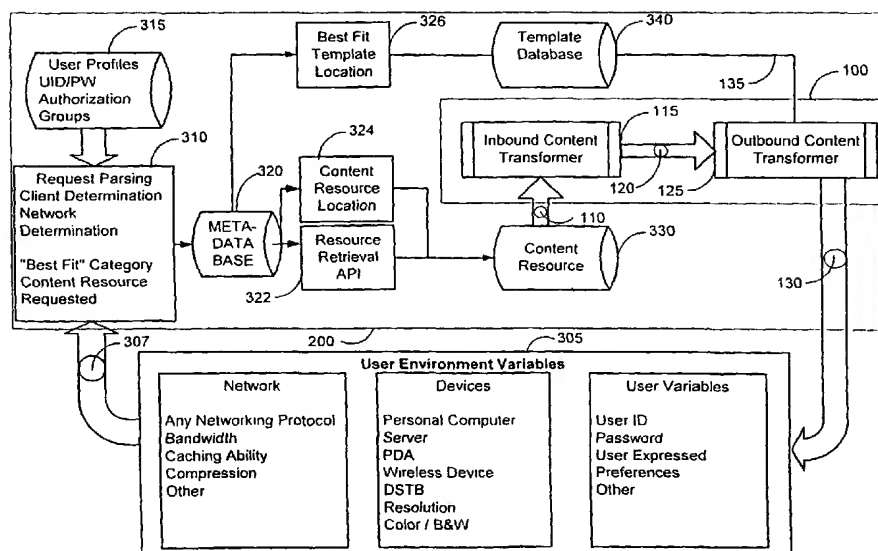 315
326
340
User Profiles
UID/PW
Authorization
Groups
Best Fit
Template
Location
Template
Database
135
100
310
324
115
Inbound Content
Transformer
Outbound Content
Transformer
120
125
Request Parsing
Client Determination
Network
Determination
"Best Fit" Category
Content Resource
Requested
320
Content
Resource
Location
META-
DATA
BASE
110
330
Resource
Retrieval
API
Content
Resource
322
130
307
200
305
User Environment Variables
Network
Any Networking Protocol
Bandwidth
Caching Ability
Compression
Other
Devices
Personal Computer
Server
PDA
Wireless Device
DSTB
Resolution
Color / B&W
User Variables
User ID
Password
User Expressed
Preferences
Other